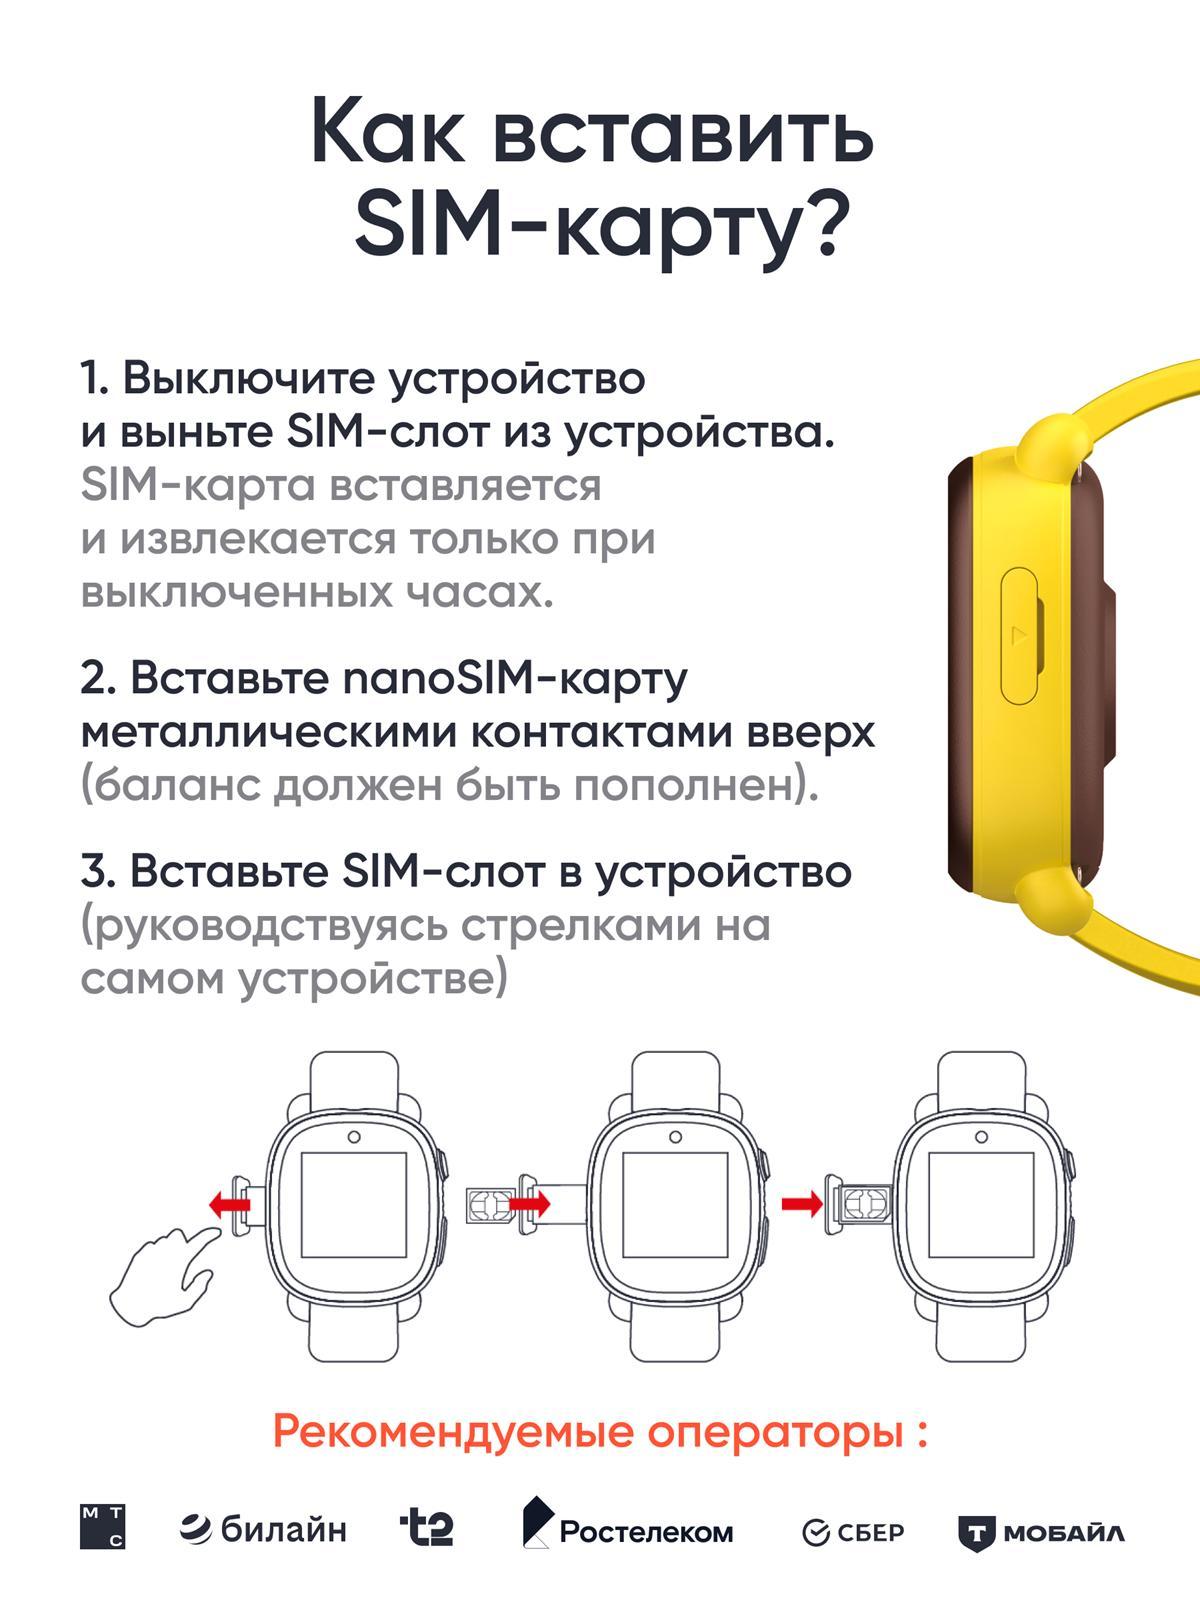 Как вставить
SIM-карту?
1. Выключите устройство
и выньте SIM-слот из устройства.
SIM-карта вставляется
и извлекается только при
выключенных часах.
2. Вставьте nanoSIM-карту
металлическими контактами вверх
(баланс должен быть пополнен).
3. Вставьте SIM-слот в устройство
(руководствуясь стрелками на
самом устройстве)
Рекомендуемые операторы :
МТС билайн t2 Ростелеком СБЕР Т МОБАЙЛ